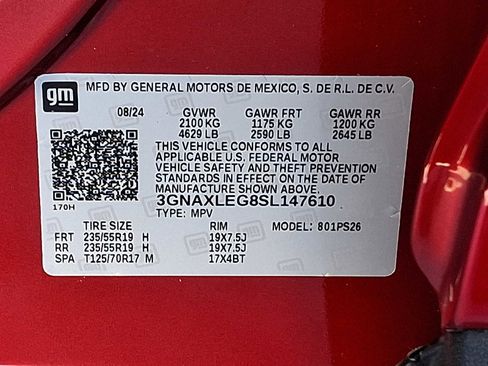 gm
MFD BY GENERAL MOTORS DE MEXICO, S. DE R.L. DE C.V.
08/24 GVWR GAWR FRT GAWR RR
2100 KG 1175 KG 1200 KG
4629 LB 2590 LB 2645 LB
THIS VEHICLE CONFORMS TO ALL
APPLICABLE U.S. FEDERAL MOTOR
VEHICLE SAFETY AND THEFT PREVENTION
STANDARDS IN EFFECT ON THE DATE OF
MANUFACTURE SHOWN ABOVE.
170H 3GNAXLEG8SL147610
TYPE: MPV
TIRE SIZE RIM MODEL: 801PS26
FRT 235/55R19 H 19X7.5J
RR 235/55R19 H 19X7.5J
SPA T125/70R17 M 17X4BT